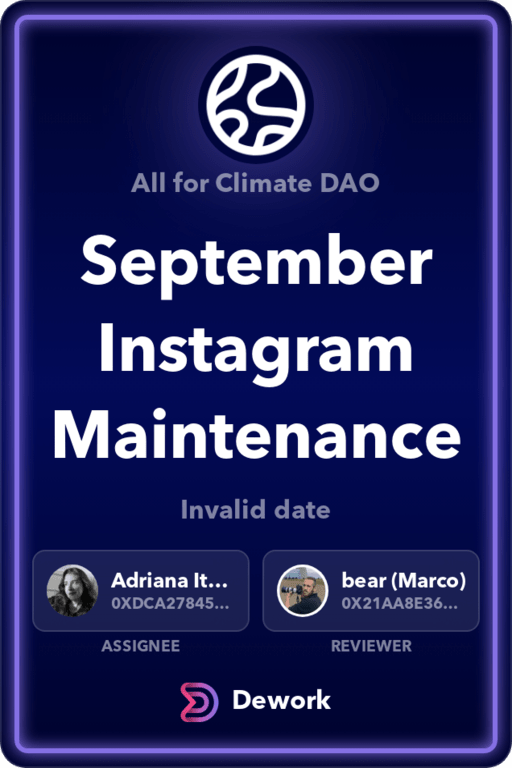 All for Climate DAO
September
Instagram
Maintenance
Invalid date
Adriana It...
0XDCA27845...
ASSIGNEE
bear (Marco)
0X21AA8E36...
REVIEWER
Dework